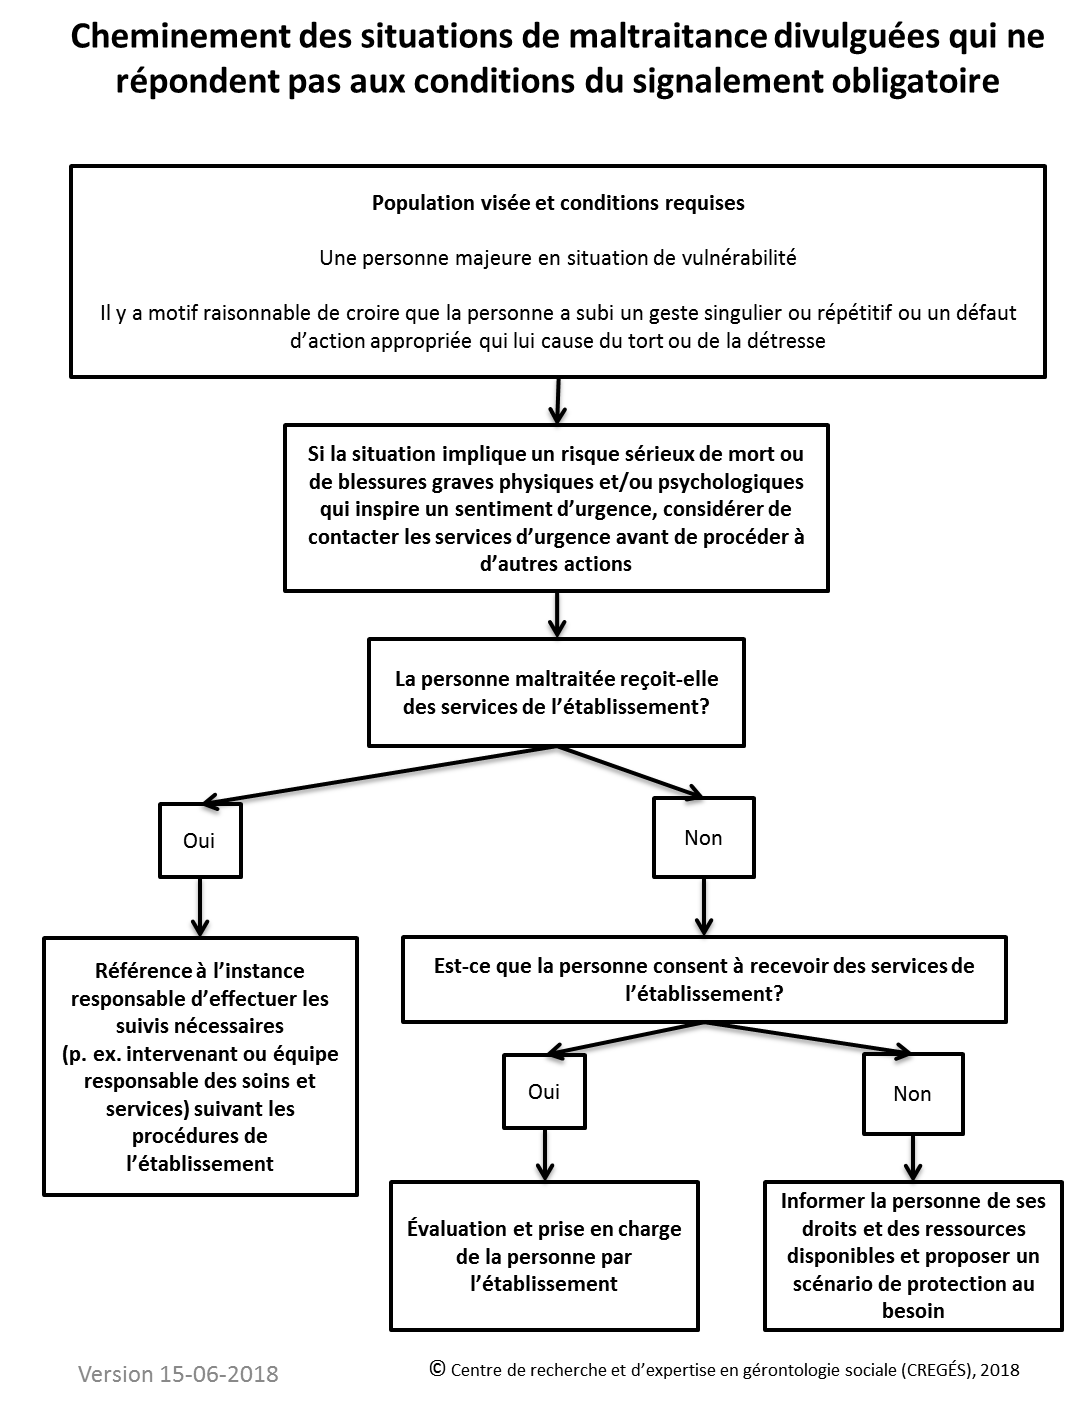 Cheminement des situations de maltraitance divulguées qui ne
répondent pas aux conditions du signalement obligatoire
Population visée et conditions requises
Une personne majeure en situation de vulnérabilité
Il y a motif raisonnable de croire que la personne a subi un geste singulier ou répétitif ou un défaut
d’action appropriée qui lui cause du tort ou de la détresse
Si la situation implique un risque sérieux de mort ou
de blessures graves physiques et/ou psychologiques
qui inspire un sentiment d’urgence, considérer de
contacter les services d’urgence avant de procéder à
d’autres actions
La personne maltraitée reçoit-elle
des services de l’établissement?
Oui
Non
Référence à l’instance
responsable d’effectuer les
suivis nécessaires
(p. ex. intervenant ou équipe
responsable des soins et
services) suivant les
procédures de
l’établissement
Est-ce que la personne consent à recevoir des services de
l’établissement?
Oui
Non
Évaluation et prise en charge
de la personne par
l’établissement
Informer la personne de ses
droits et des ressources
disponibles et proposer un
scénario de protection au
besoin
Version 15-06-2018
© Centre de recherche et d’expertise en gérontologie sociale (CREGÉS), 2018